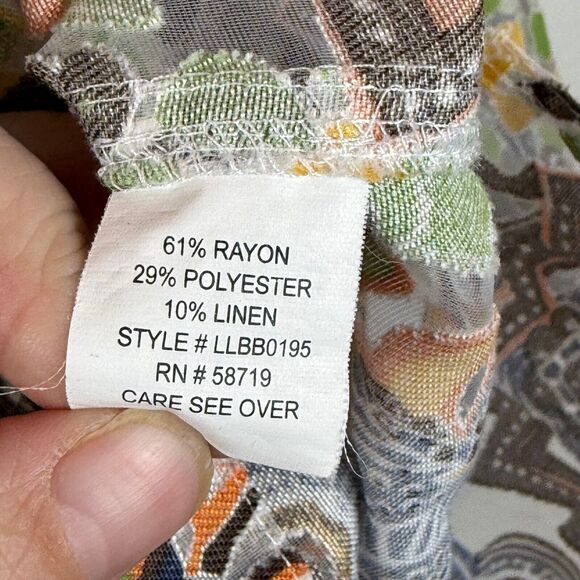 61% RAYON
29% POLYESTER
10% LINEN
STYLE # LLBB0195
RN # 58719
CARE SEE OVER